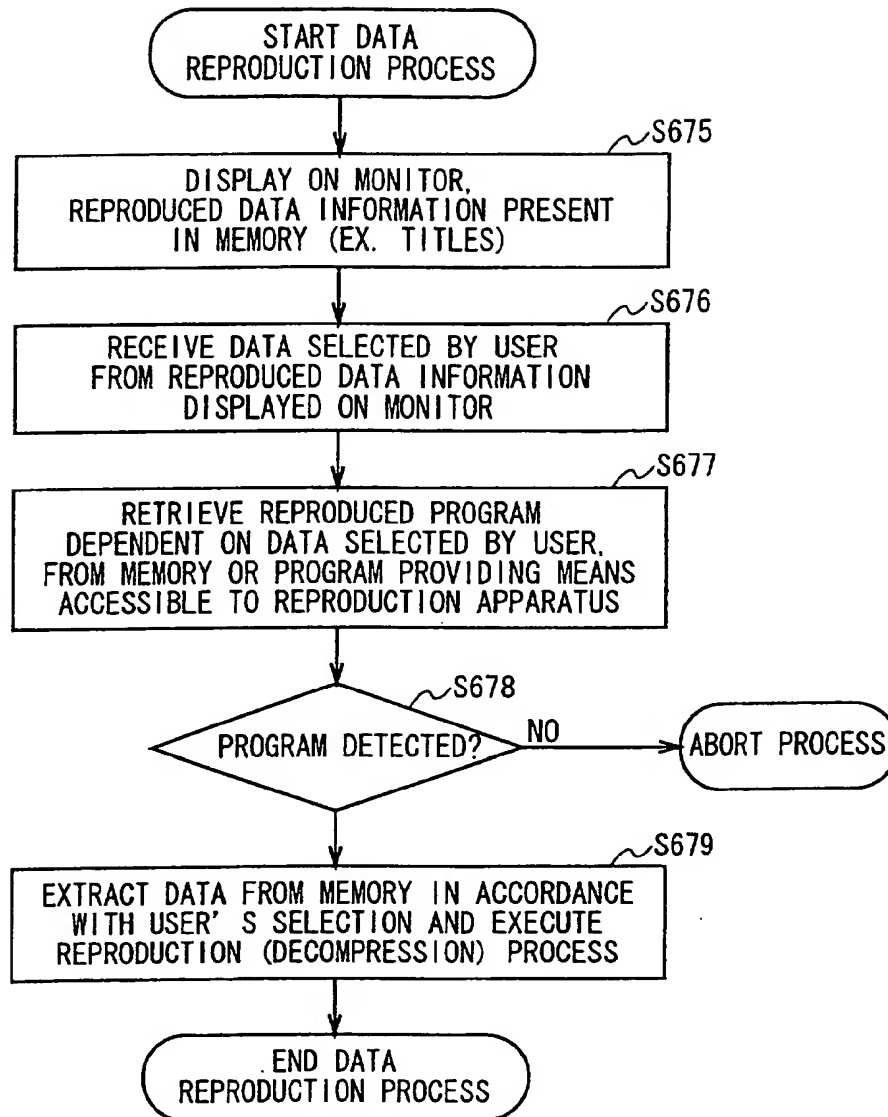 START DATA
REPRODUCTION PROCESS
S675
DISPLAY ON MONITOR,
REPRODUCED DATA INFORMATION PRESENT
IN MEMORY (EX. TITLES)
S676
RECEIVE DATA SELECTED BY USER
FROM REPRODUCED DATA INFORMATION
DISPLAYED ON MONITOR
S677
RETRIEVE REPRODUCED PROGRAM
DEPENDENT ON DATA SELECTED BY USER,
FROM MEMORY OR PROGRAM PROVIDING MEANS
ACCESSIBLE TO REPRODUCTION APPARATUS
S678
PROGRAM DETECTED?
NO
ABORT PROCESS
S679
EXTRACT DATA FROM MEMORY IN ACCORDANCE
WITH USER' S SELECTION AND EXECUTE
REPRODUCTION (DECOMPRESSION) PROCESS
END DATA
REPRODUCTION PROCESS